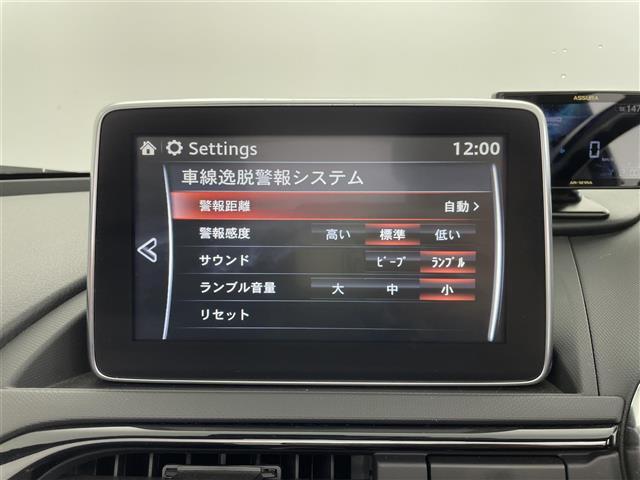 Settings 12:00
車線逸脱警報システム
警報距離 自動
警報感度 高い 標準 低い
サウンド ﾋﾞｰﾌﾟ ﾗﾝﾌﾞﾙ
ランブル音量 大 中 小
リセット
ASSURA
147
0